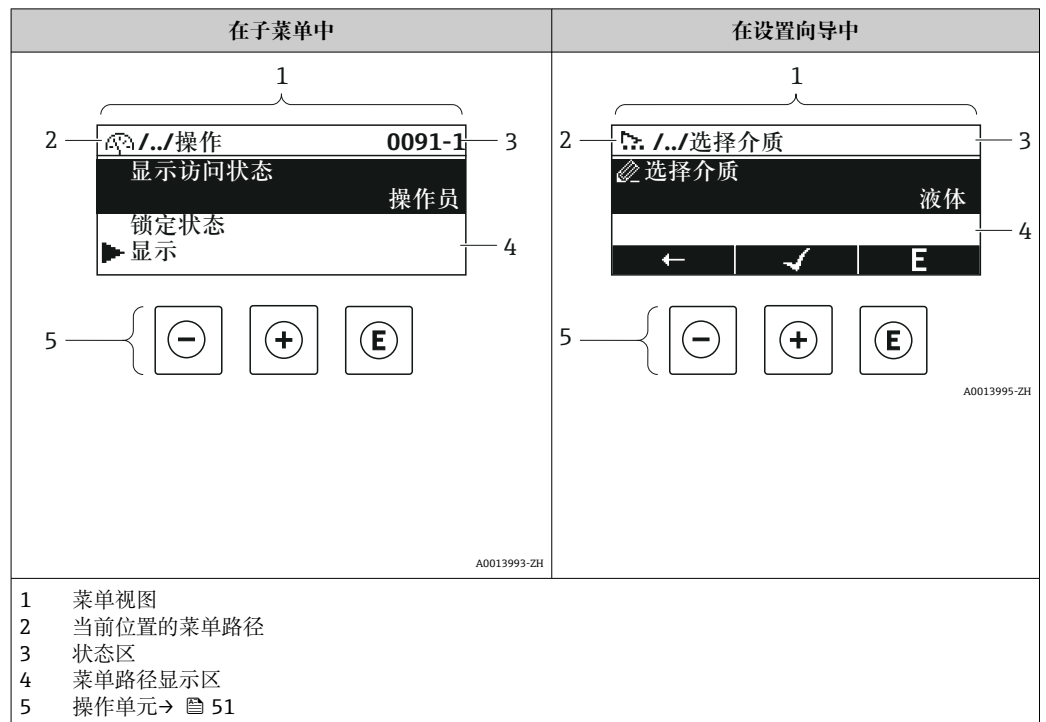 在子菜单中
在设置向导中
1
2
/../操作 0091-1
3
显示访问状态
操作员
锁定状态
显示
4
5
- + E
A0013993-ZH
1
2
/../选择介质
3
选择介质
液体
4
← ✓ E
5
- + E
A0013995-ZH
1 菜单视图
2 当前位置的菜单路径
3 状态区
4 菜单路径显示区
5 操作单元→ 51